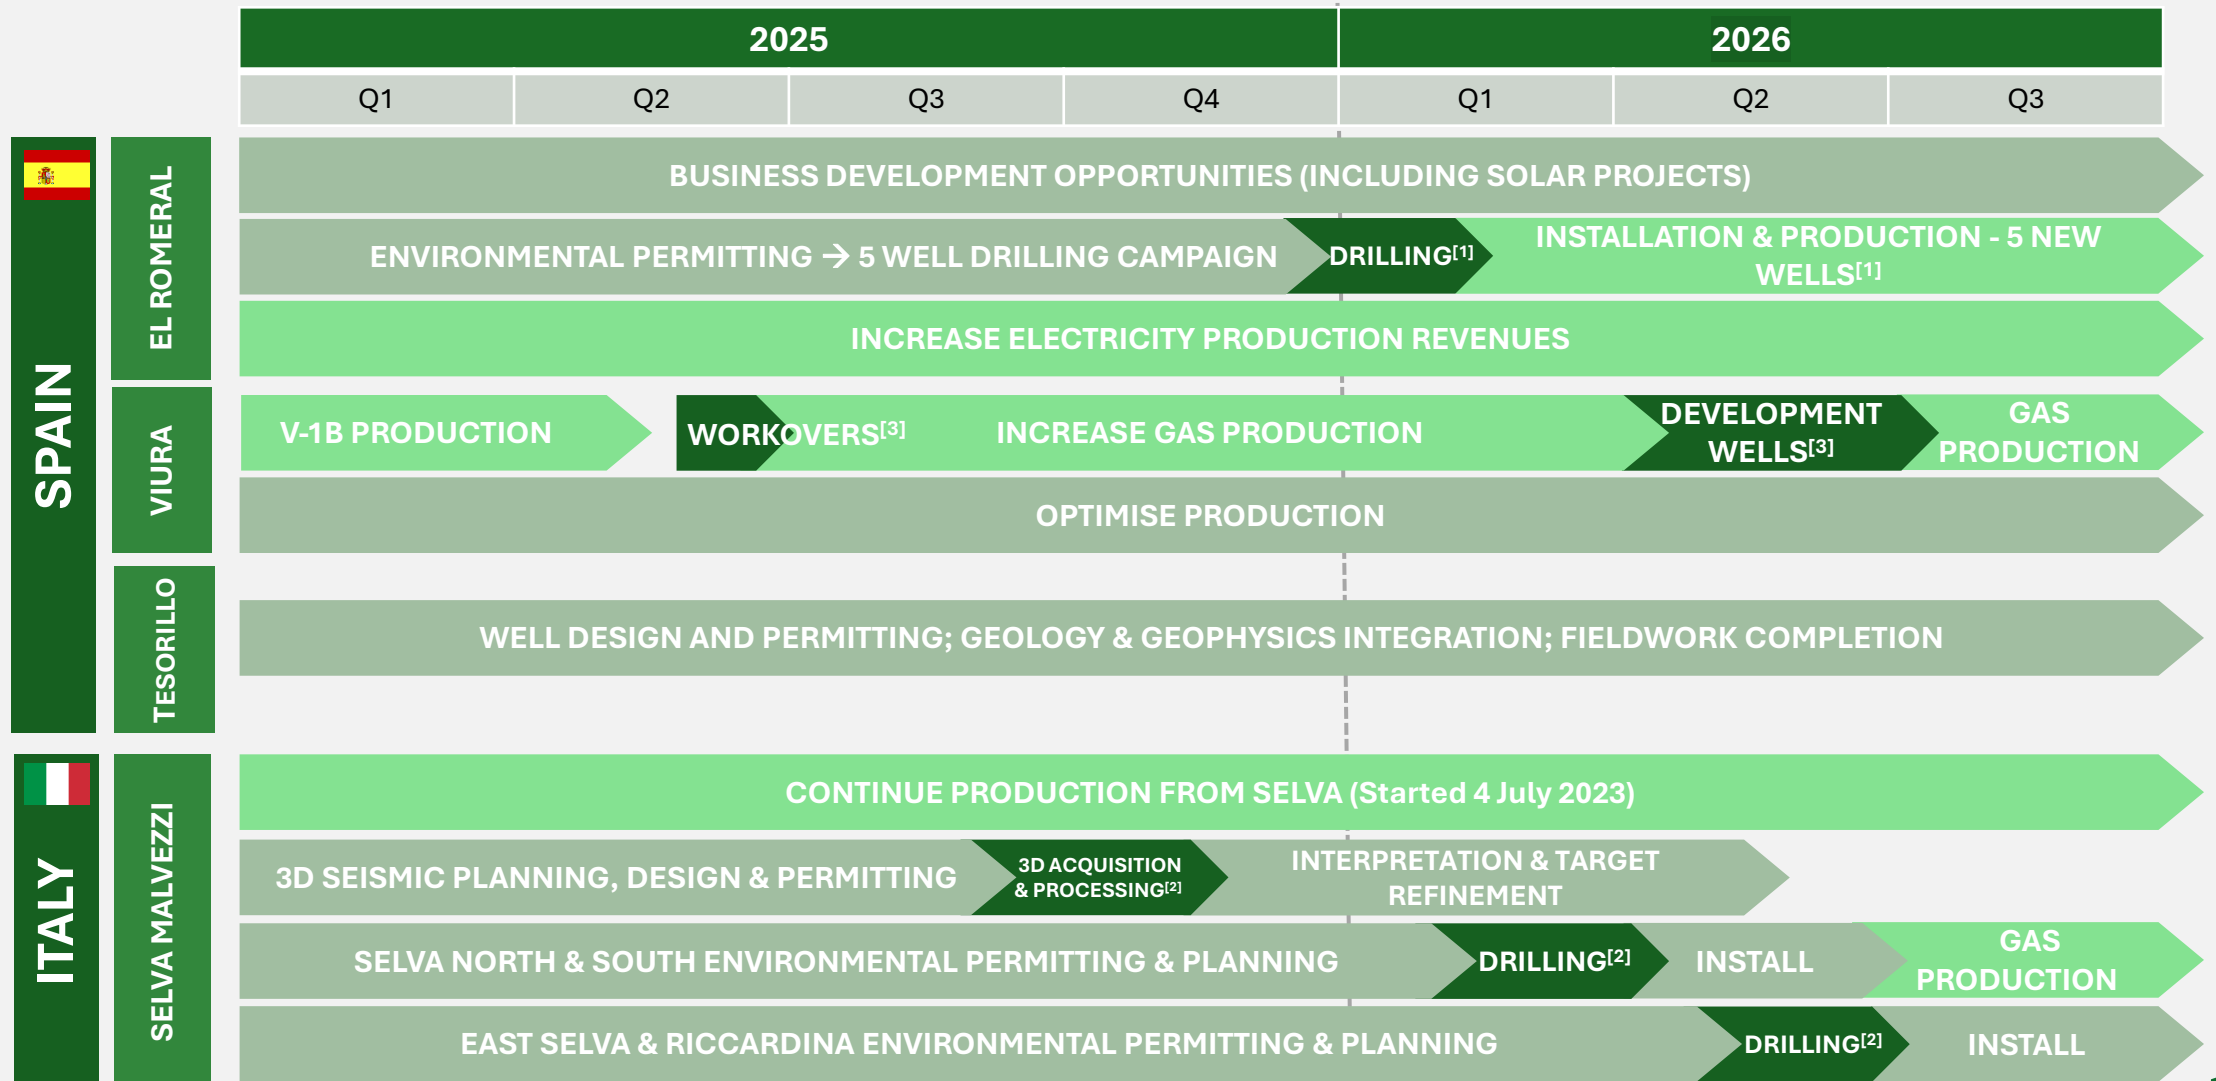 2025
2026
Q1
Q2
Q3
Q4
Q1
Q2
Q3
SPAIN
EL ROMERAL
BUSINESS DEVELOPMENT OPPORTUNITIES (INCLUDING SOLAR PROJECTS)
ENVIRONMENTAL PERMITTING → 5 WELL DRILLING CAMPAIGN
DRILLING[1]
INSTALLATION & PRODUCTION - 5 NEW
WELLS[1]
INCREASE ELECTRICITY PRODUCTION REVENUES
VIURA
V-1B PRODUCTION
WORKOVERS[3]
INCREASE GAS PRODUCTION
DEVELOPMENT
WELLS[3]
GAS
PRODUCTION
OPTIMISE PRODUCTION
TESORILLO
WELL DESIGN AND PERMITTING; GEOLOGY & GEOPHYSICS INTEGRATION; FIELDWORK COMPLETION
ITALY
SELVA MALVEZZI
CONTINUE PRODUCTION FROM SELVA (Started 4 July 2023)
3D SEISMIC PLANNING, DESIGN & PERMITTING
3D ACQUISITION
& PROCESSING[2]
INTERPRETATION & TARGET
REFINEMENT
SELVA NORTH & SOUTH ENVIRONMENTAL PERMITTING & PLANNING
DRILLING[2]
INSTALL
GAS
PRODUCTION
EAST SELVA & RICCARDINA ENVIRONMENTAL PERMITTING & PLANNING
DRILLING[2]
INSTALL